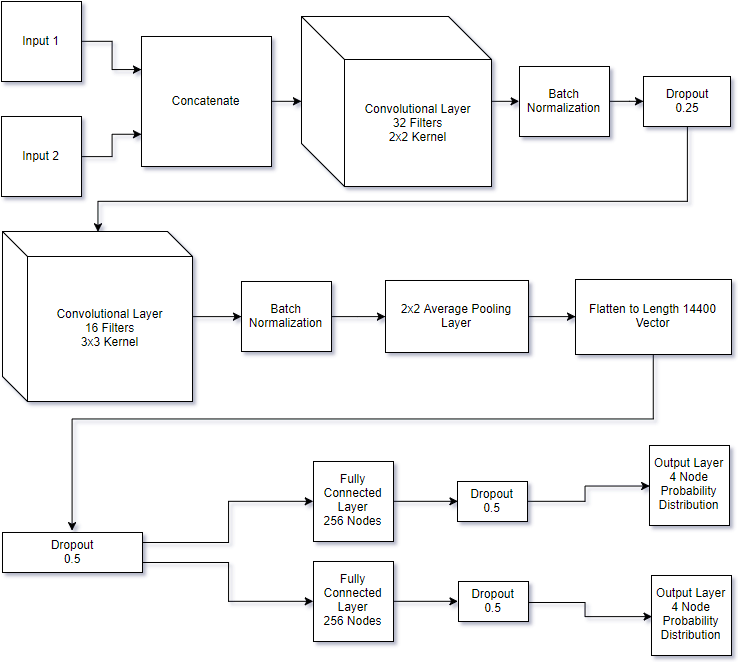 Input 1
Input 2
Concatenate
Convolutional Layer
32 Filters
2x2 Kernel
Batch
Normalization
Dropout
0.25
Convolutional Layer
16 Filters
3x3 Kernel
Batch
Normalization
2x2 Average Pooling
Layer
Flatten to Length 14400
Vector
Dropout
0.5
Fully
Connected
Layer
256 Nodes
Dropout
0.5
Output Layer
4 Node
Probability
Distribution
Fully
Connected
Layer
256 Nodes
Dropout
0.5
Output Layer
4 Node
Probability
Distribution